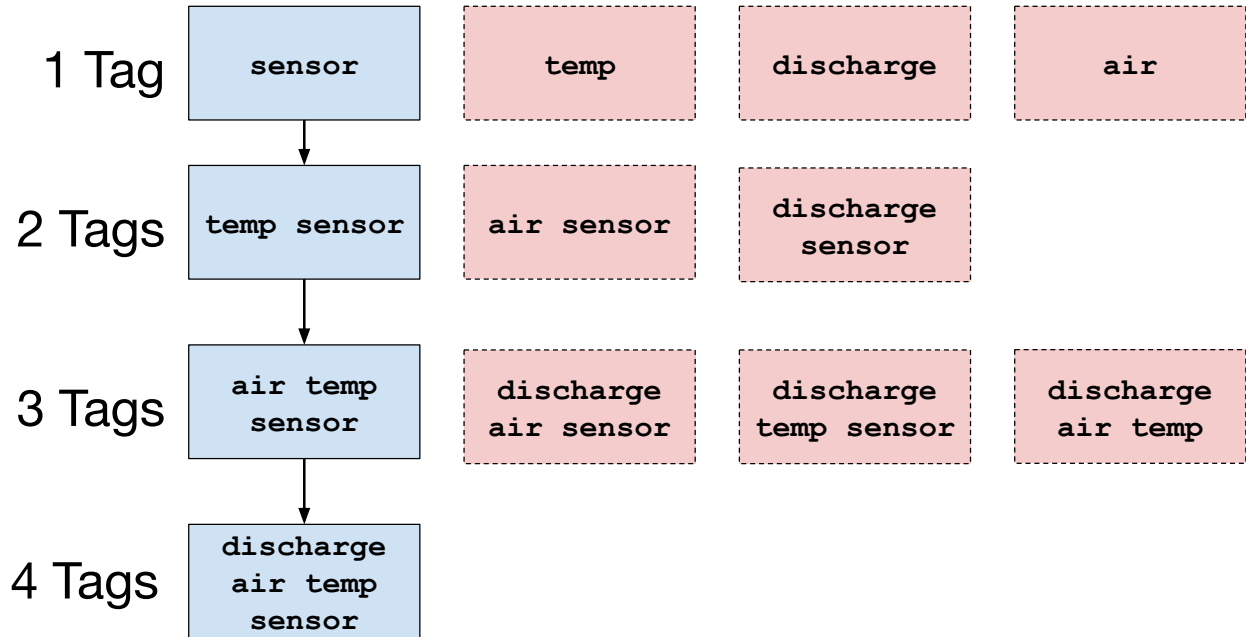 1 Tag
sensor
temp
discharge
air
2 Tags
temp sensor
air sensor
discharge
sensor
3 Tags
air temp
sensor
discharge
air sensor
discharge
temp sensor
discharge
air temp
4 Tags
discharge
air temp
sensor